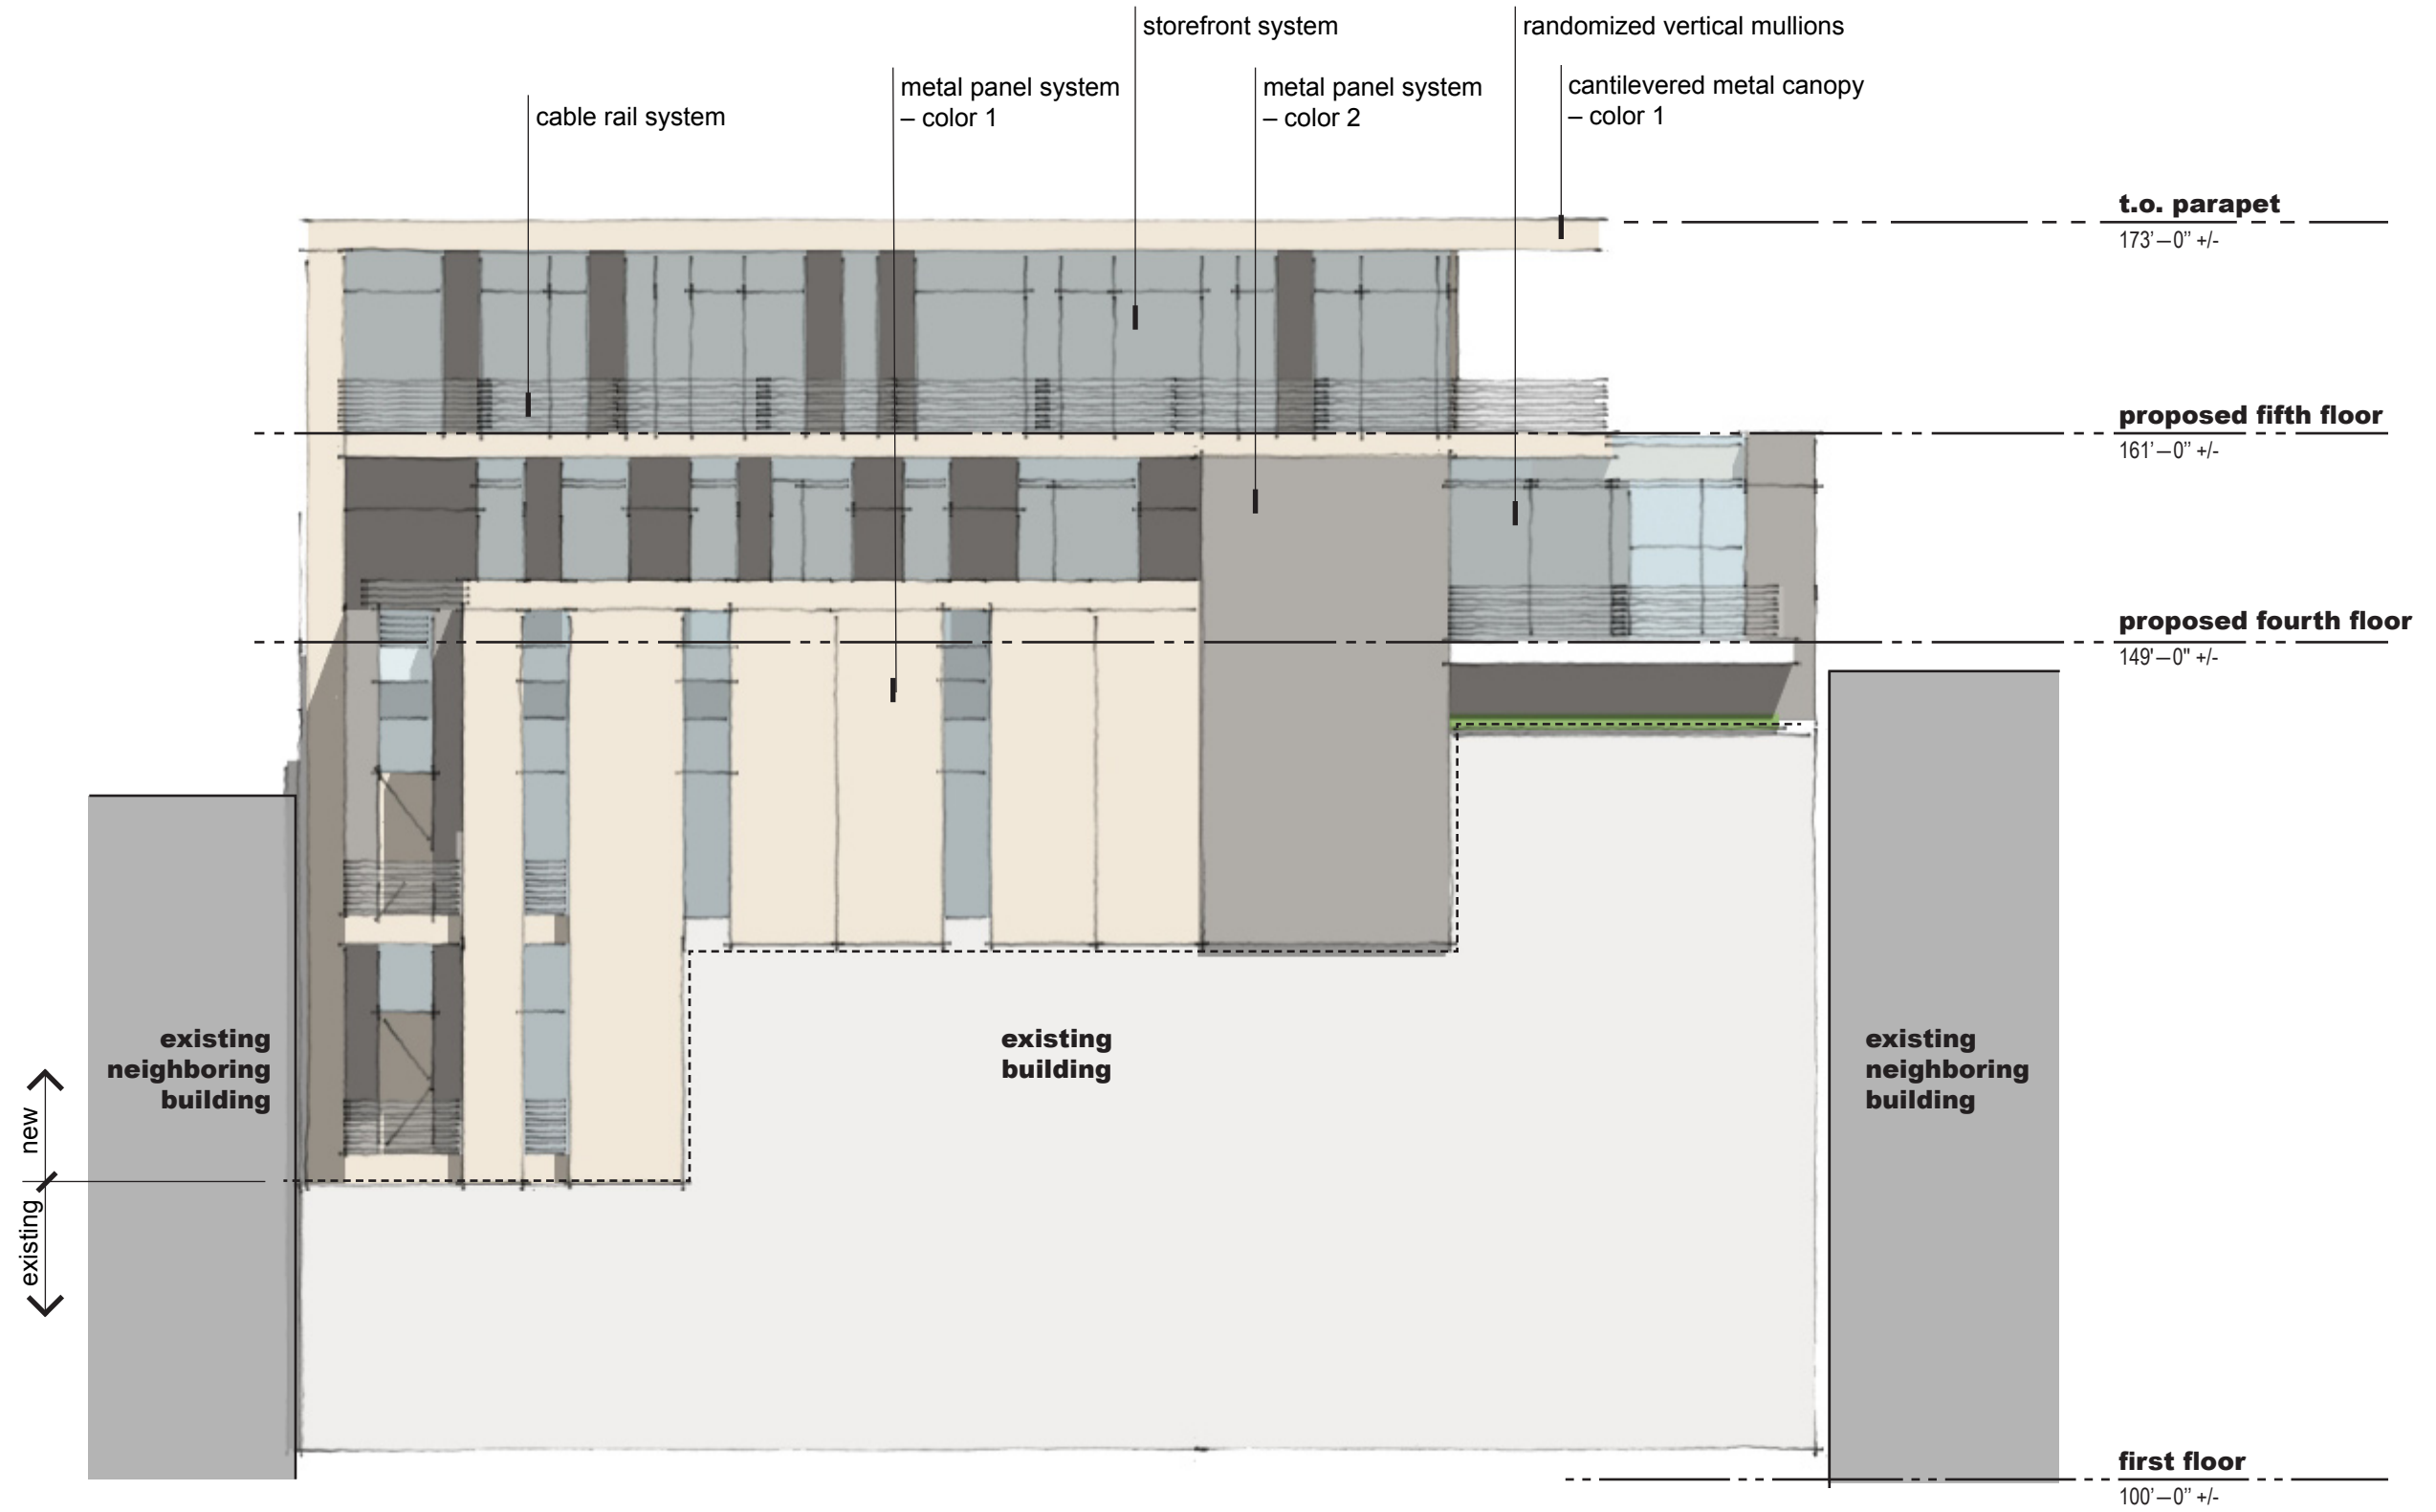 storefront system
randomized vertical mullions
metal panel system
– color 1
metal panel system
– color 2
cantilevered metal canopy
– color 1
cable rail system
t.o. parapet
173'—0" +/-
proposed fifth floor
161'—0" +/-
proposed fourth floor
149'—0" +/-
existing
neighboring
building
existing
building
existing
neighboring
building
new
existing
first floor
100'—0" +/-